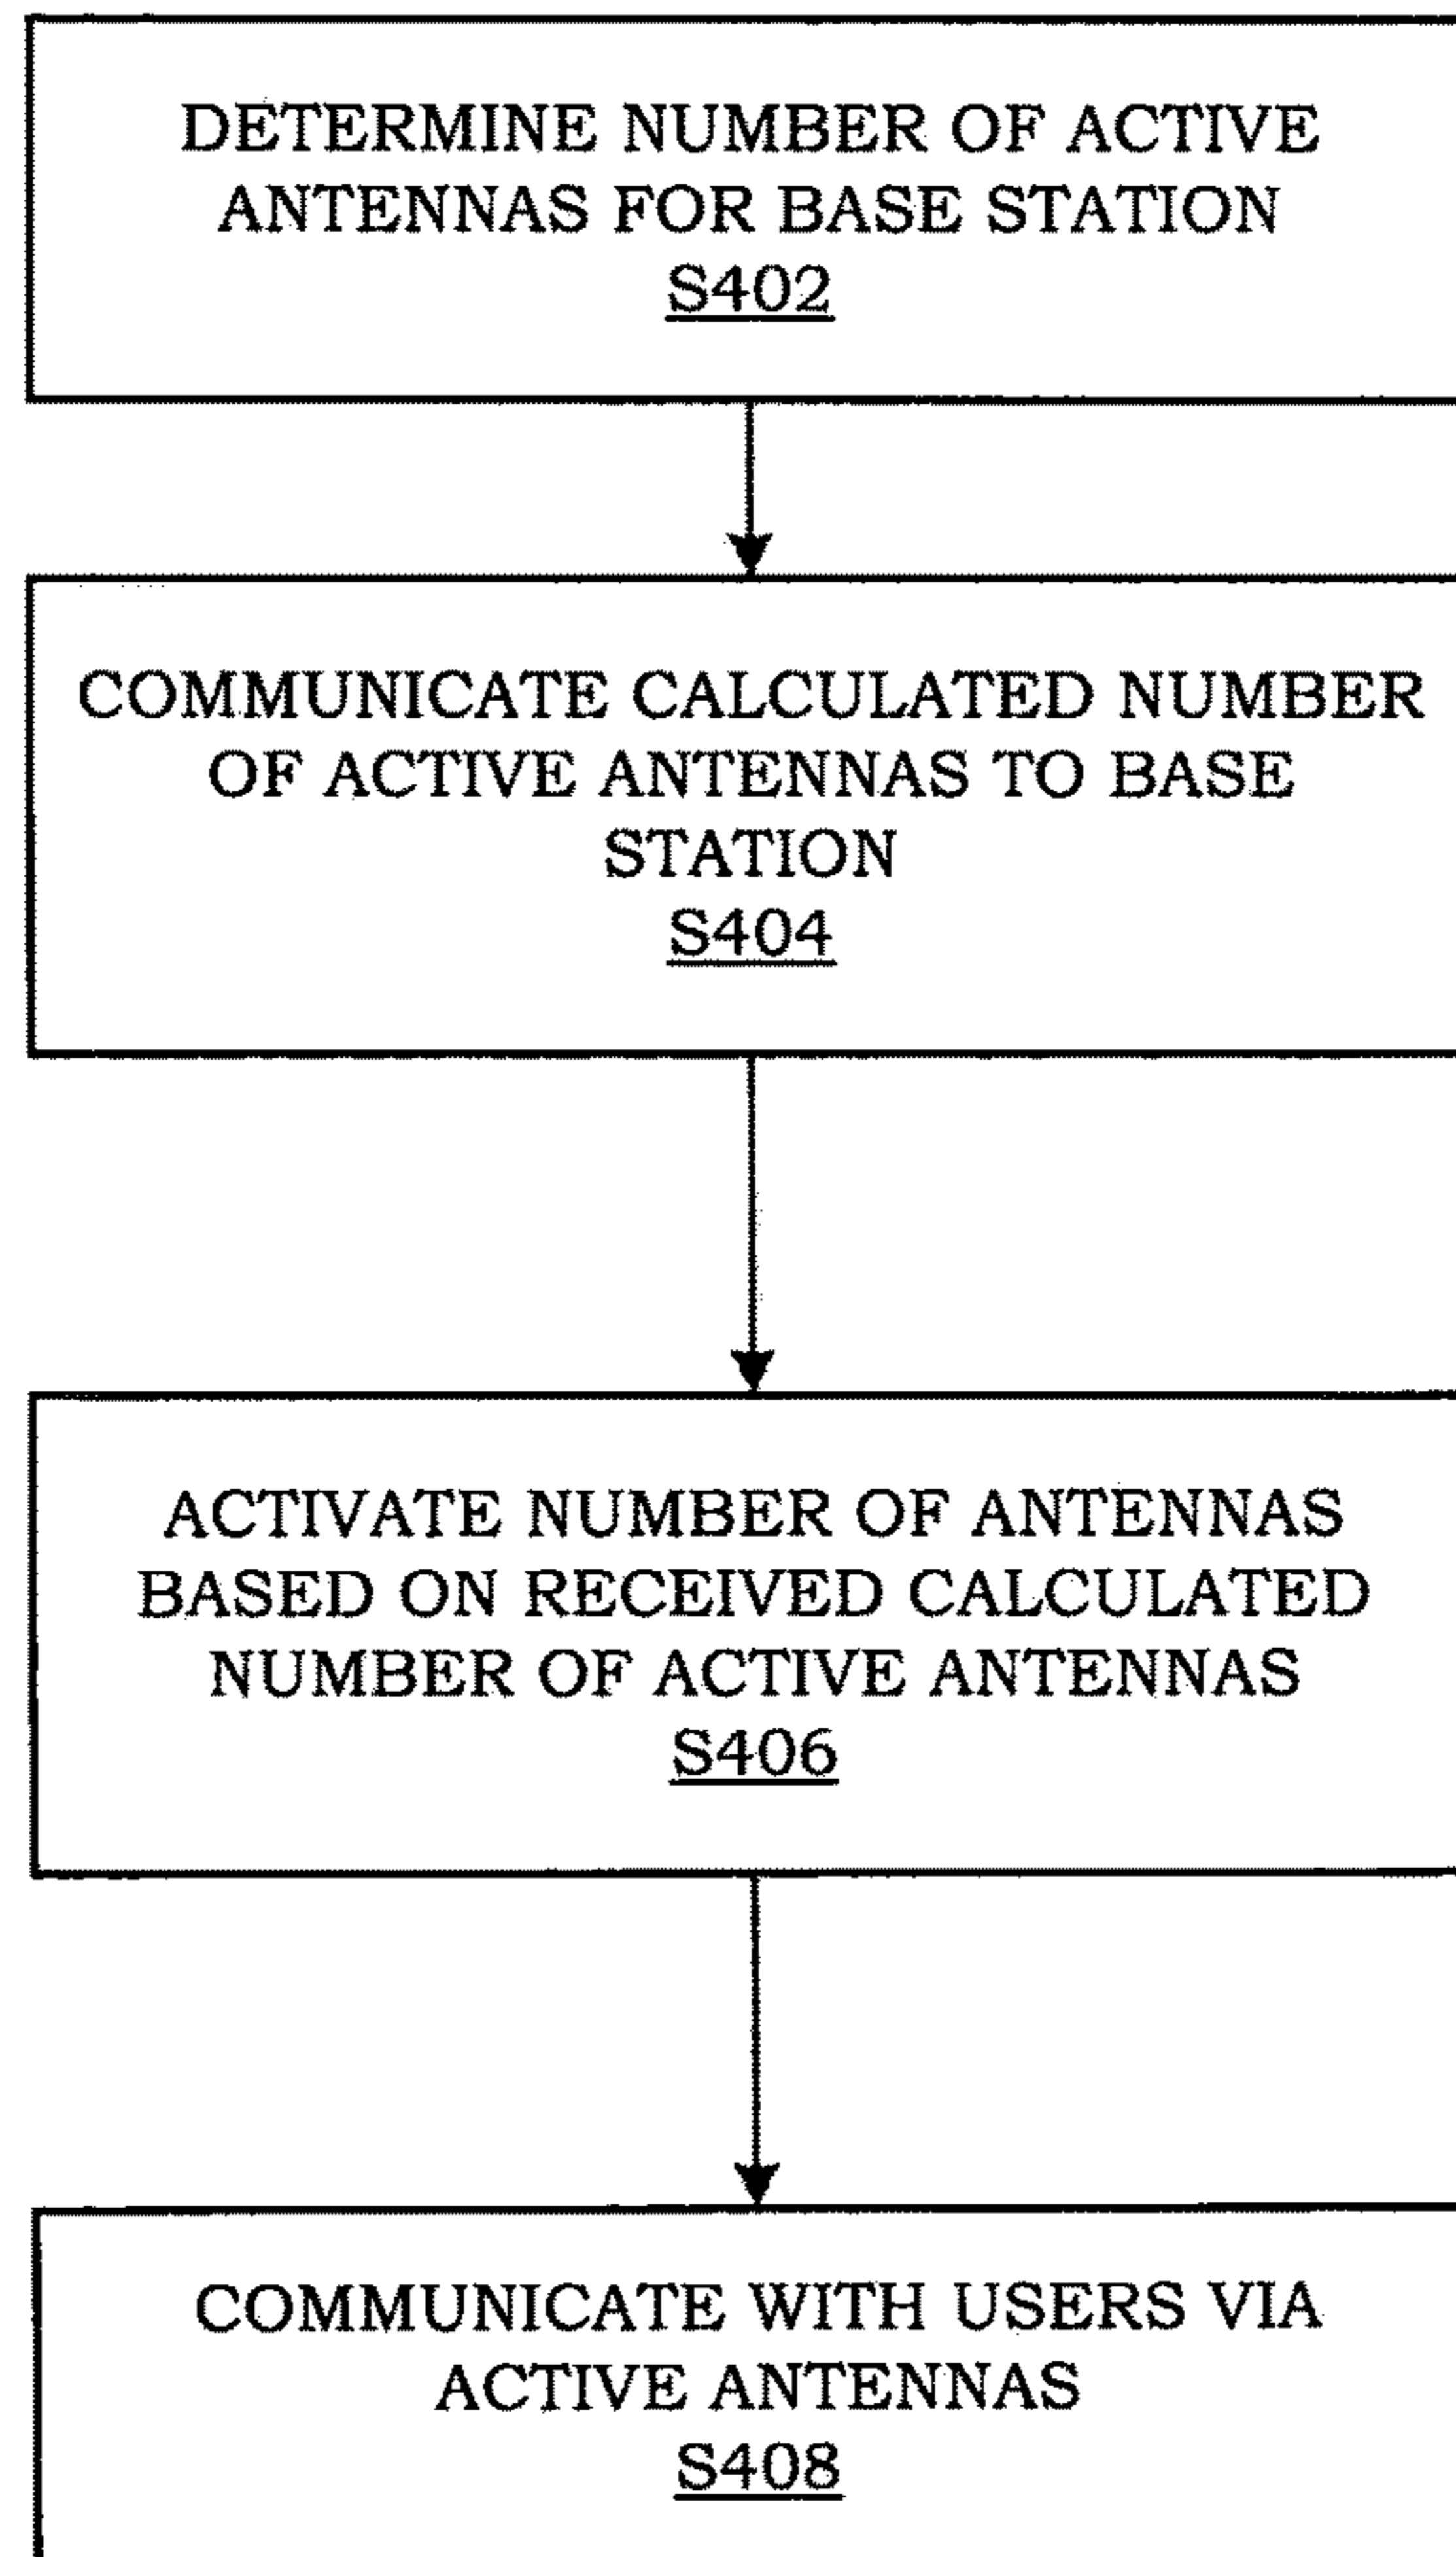 DETERMINE NUMBER OF ACTIVE
ANTENNAS FOR BASE STATION
S402
COMMUNICATE CALCULATED NUMBER
OF ACTIVE ANTENNAS TO BASE
STATION
S404
ACTIVATE NUMBER OF ANTENNAS
BASED ON RECEIVED CALCULATED
NUMBER OF ACTIVE ANTENNAS
S406
COMMUNICATE WITH USERS VIA
ACTIVE ANTENNAS
S408